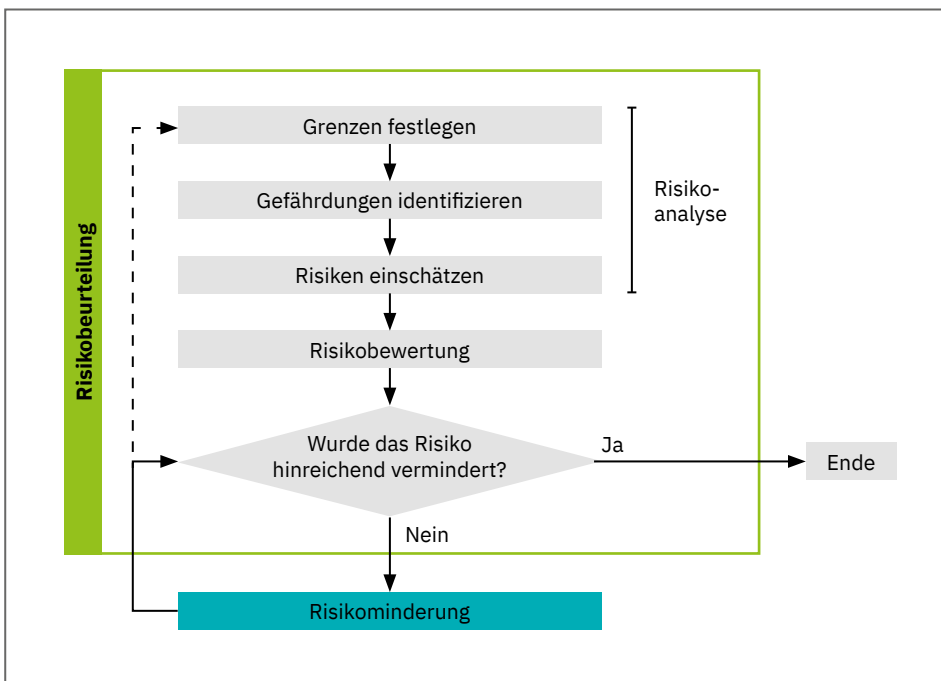 Risikobeurteilung
Grenzen festlegen
Gefährdungen identifizieren
Risiken einschätzen
Risiko-
analyse
Risikobewertung
Wurde das Risiko
hinreichend vermindert?
Ja
Ende
Nein
Risikominderung